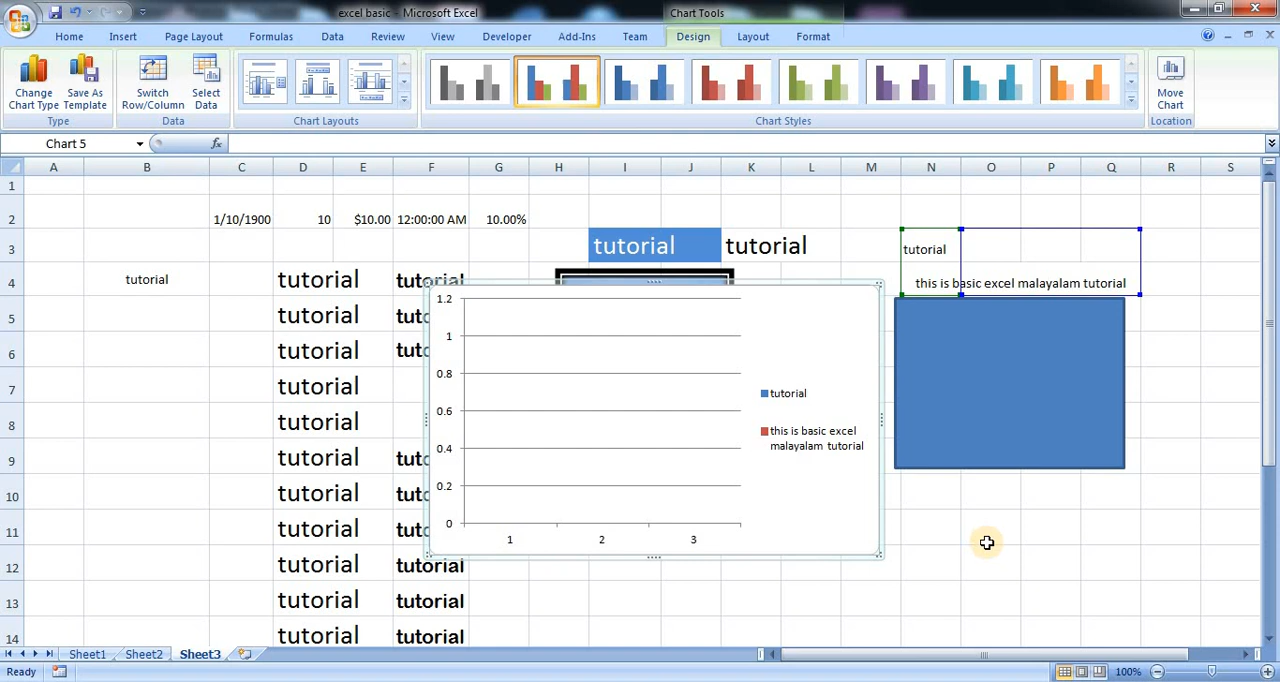 excel basic - Microsoft Excel
Chart Tools
Home Insert Page Layout Formulas Data Review View Developer Add-Ins Team Design Layout Format
Change Chart Type
Save As Template
Switch Row/Column
Select Data
Move Chart
Type Data Chart Layouts Chart Styles Location
Chart 5
fx
A B C D E F G H I J K L M N O P Q R S
1
2 1/10/1900 10 $10.00 12:00:00 AM 10.00%
3 tutorial tutorial tutorial
4 tutorial tutorial tutorial this is basic excel malayalam tutorial
1.2
5 tutorial
1
6 tutorial
0.8
7 tutorial
tutorial
0.6
8 tutorial
this is basic excel
malayalam tutorial
0.4
9 tutorial
0.2
10 tutorial
0
11 tutorial
1 2 3
12 tutorial tutorial
13 tutorial tutorial
14 tutorial tutorial
Sheet1 Sheet2 Sheet3
Ready 100%